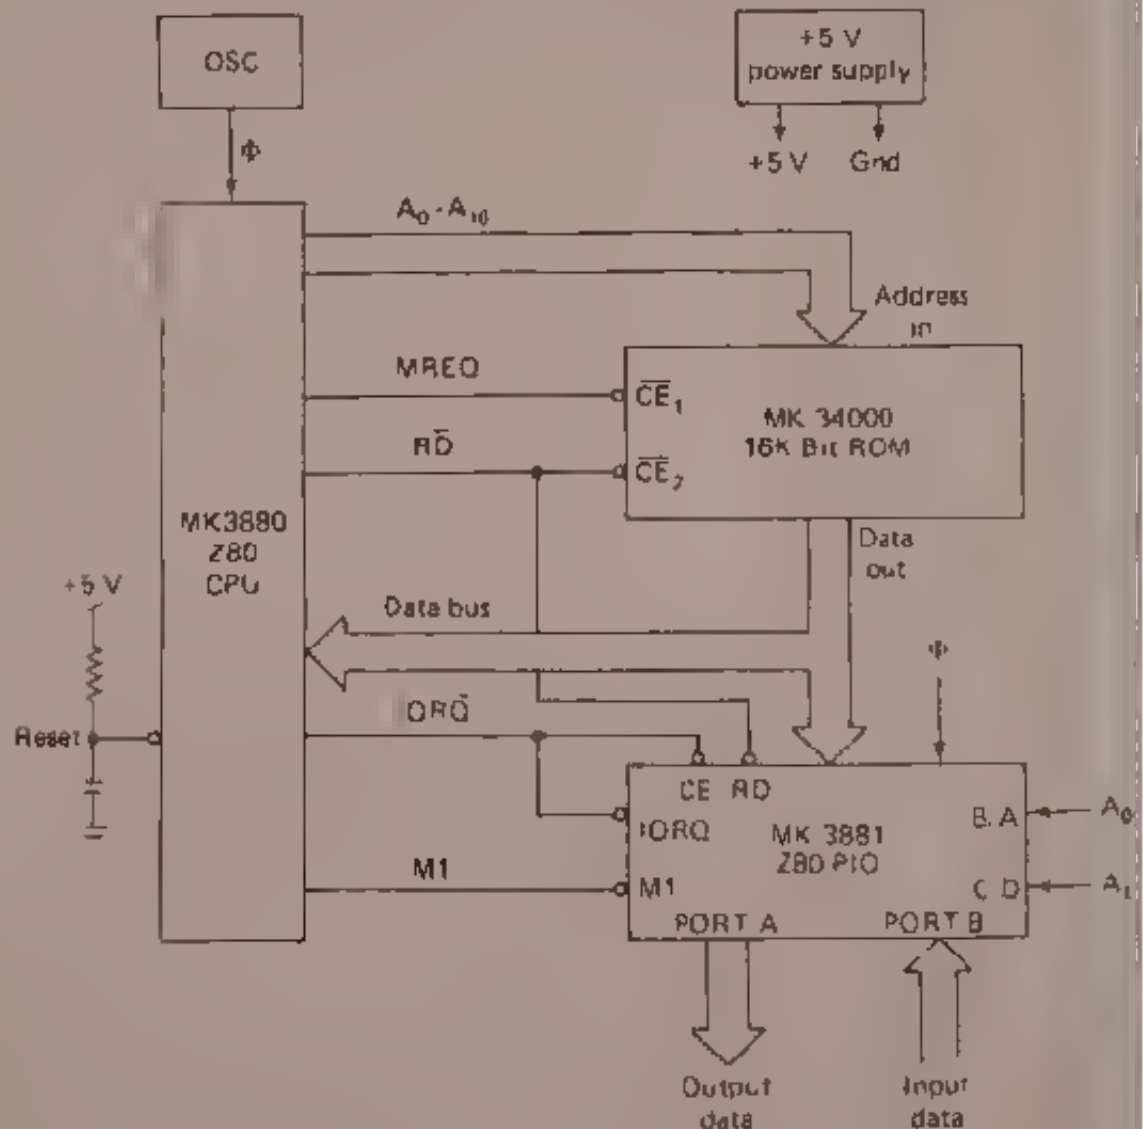 OSC
+5 V
power supply
Φ
+5 V Gnd
A0-A10
Address
in
MREQ
CE1
MK 34000
16K Bit ROM
RD
CE2
MK3880
Z80
CPU
Data
out
+5 V
Data bus
Φ
IORQ
Reset
CE RD
B A
A0
IORQ
MK 3881
Z80 PIO
M1
M1
C D
A1
PORT A
PORT B
Output
data
Input
data